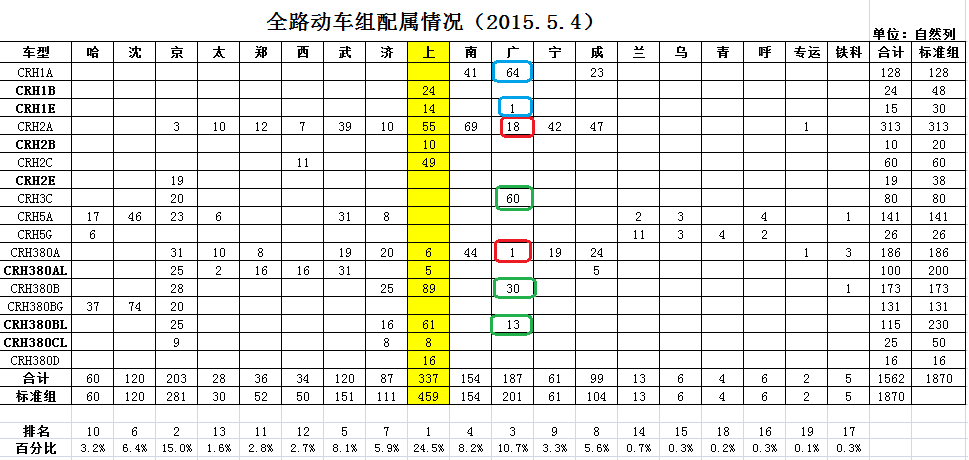 全路动车组配属情况（2015.5.4）
单位：自然列
车型 哈 沈 京 太 郑 西 武 济 上 南 广 宁 成 兰 乌 青 呼 专运 铁科 合计 标准组
CRH1A 41 64 23 128 128
CRH1B 24 24 48
CRH1E 14 1 15 30
CRH2A 3 10 12 7 39 10 55 69 18 42 47 1 313 313
CRH2B 10 10 20
CRH2C 11 49 60 60
CRH2E 19 19 38
CRH3C 20 60 80 80
CRH5A 17 46 23 6 31 8 2 3 4 1 141 141
CRH5G 6 11 3 4 2 26 26
CRH380A 31 10 8 19 20 6 44 1 19 24 1 3 186 186
CRH380AL 25 2 16 16 31 5 5 100 200
CRH380B 28 25 89 30 1 173 173
CRH380BG 37 74 20 131 131
CRH380BL 25 16 61 13 115 230
CRH380CL 9 8 8 25 50
CRH380D 16 16 16
合计 60 120 203 28 36 34 120 87 337 154 187 61 99 13 6 4 6 2 5 1562 1870
标准组 60 120 281 30 52 50 151 111 459 154 201 61 104 13 6 4 6 2 5 1870
排名 10 6 2 13 11 12 5 7 1 4 3 9 8 14 15 18 16 19 17
百分比 3.2% 6.4% 15.0% 1.6% 2.8% 2.7% 8.1% 5.9% 24.5% 8.2% 10.7% 3.3% 5.6% 0.7% 0.3% 0.2% 0.3% 0.1% 0.3%